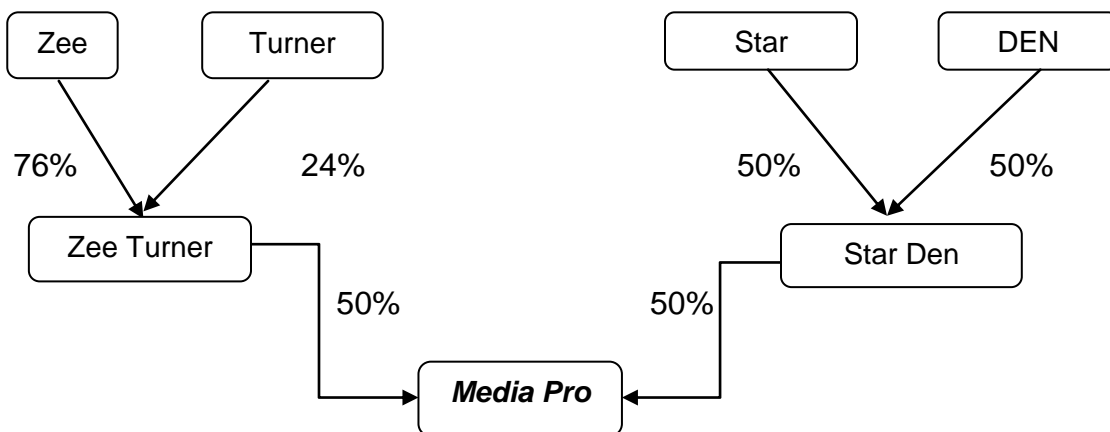 Zee
Turner
Star
DEN
76%
24%
50%
50%
Zee Turner
Star Den
50%
50%
Media Pro